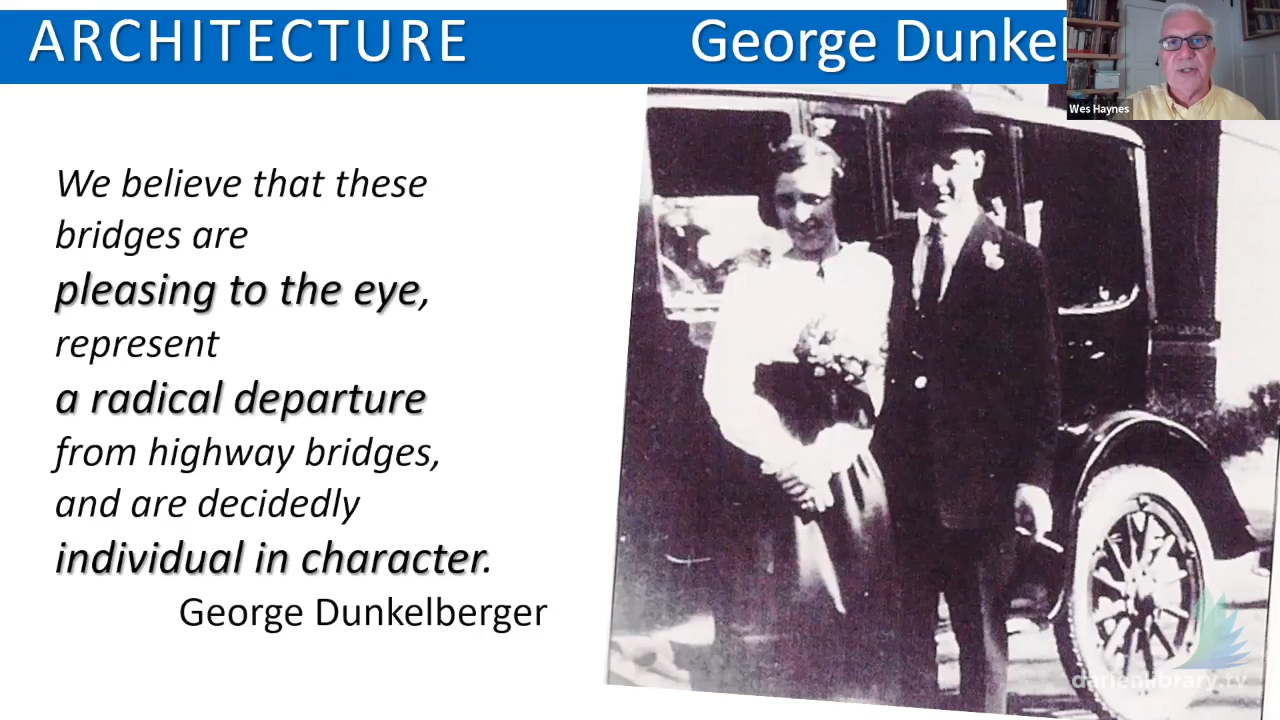 ARCHITECTURE
George Dunkel
Wes Haynes
We believe that these
bridges are
pleasing to the eye,
represent
a radical departure
from highway bridges,
and are decidedly
individual in character.
George Dunkelberger
darienlibrary.tv